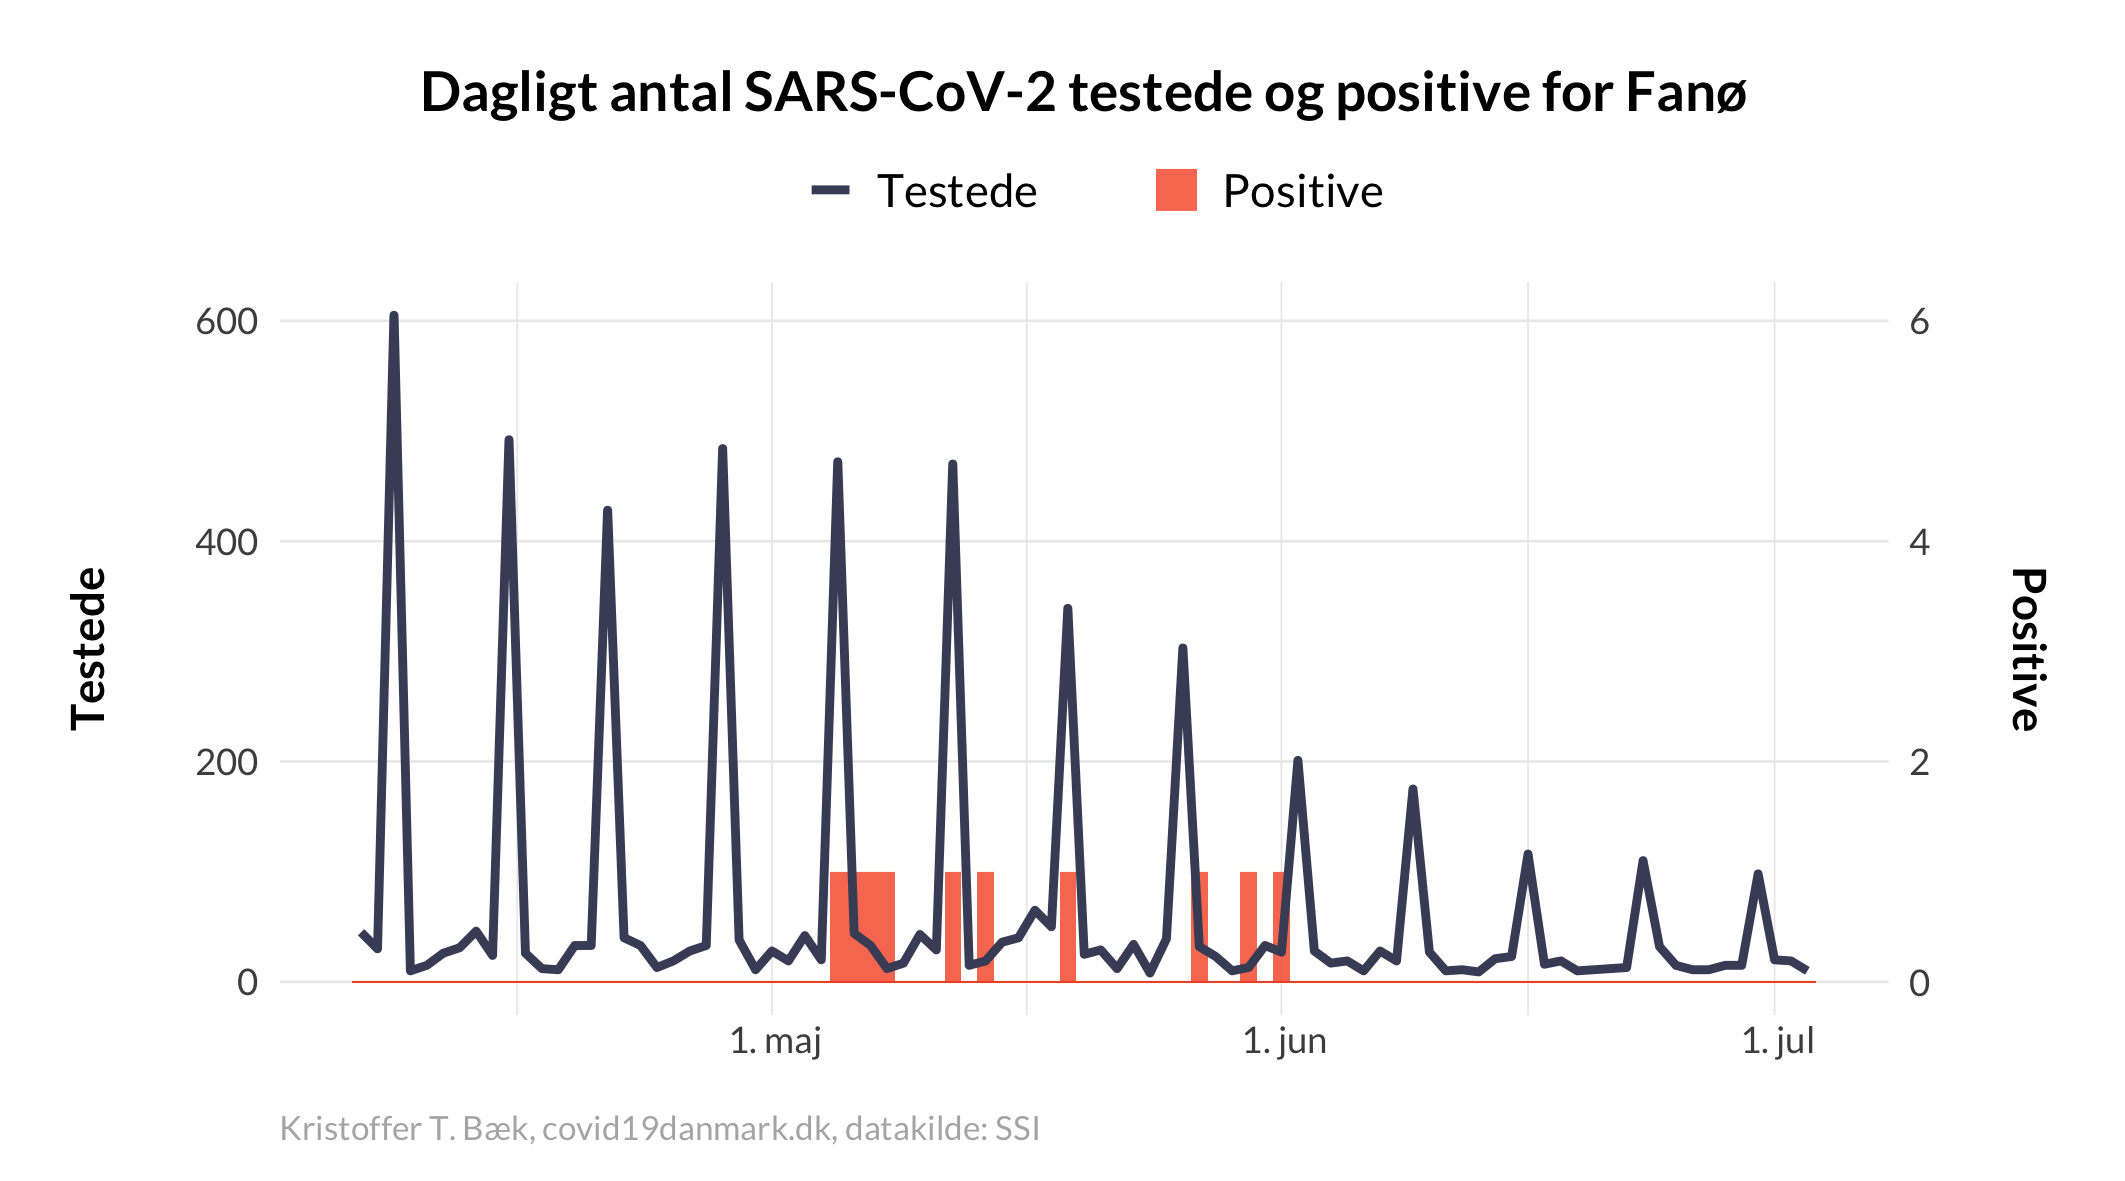 Dagligt antal SARS-CoV-2 testede og positive for Fanø
Testede
Positive
600
400
200
0
6
4
2
0
Testede
Positive
1. maj
1. jun
1. jul
Kristoffer T. Bæk, covid19danmark.dk, datakilde: SSI